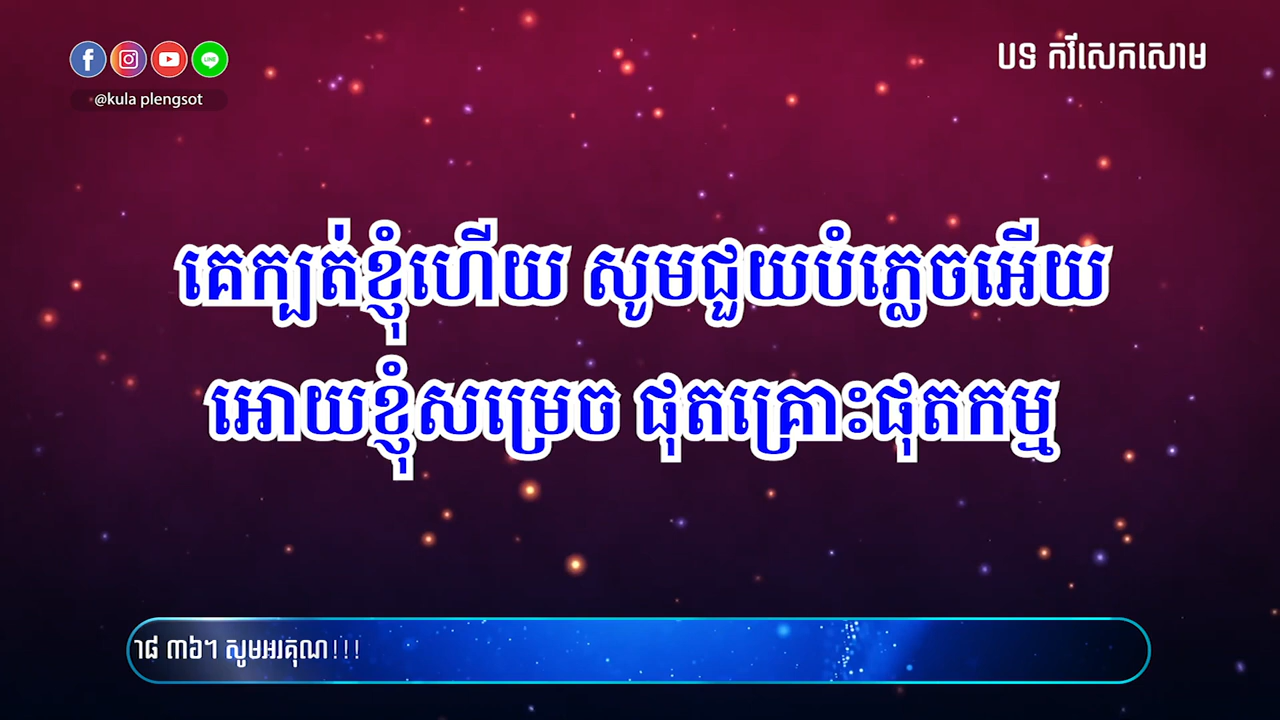 បទ កវីសេកសោម
@kula plengsot
គេក្បត់ខ្ញុំហើយ សូមជួយបំភ្លេចអើយ
អោយខ្ញុំសម្រេច ផុតគ្រោះផុតកម្ម
៣៦ៗ សូមអរគុណ!!!